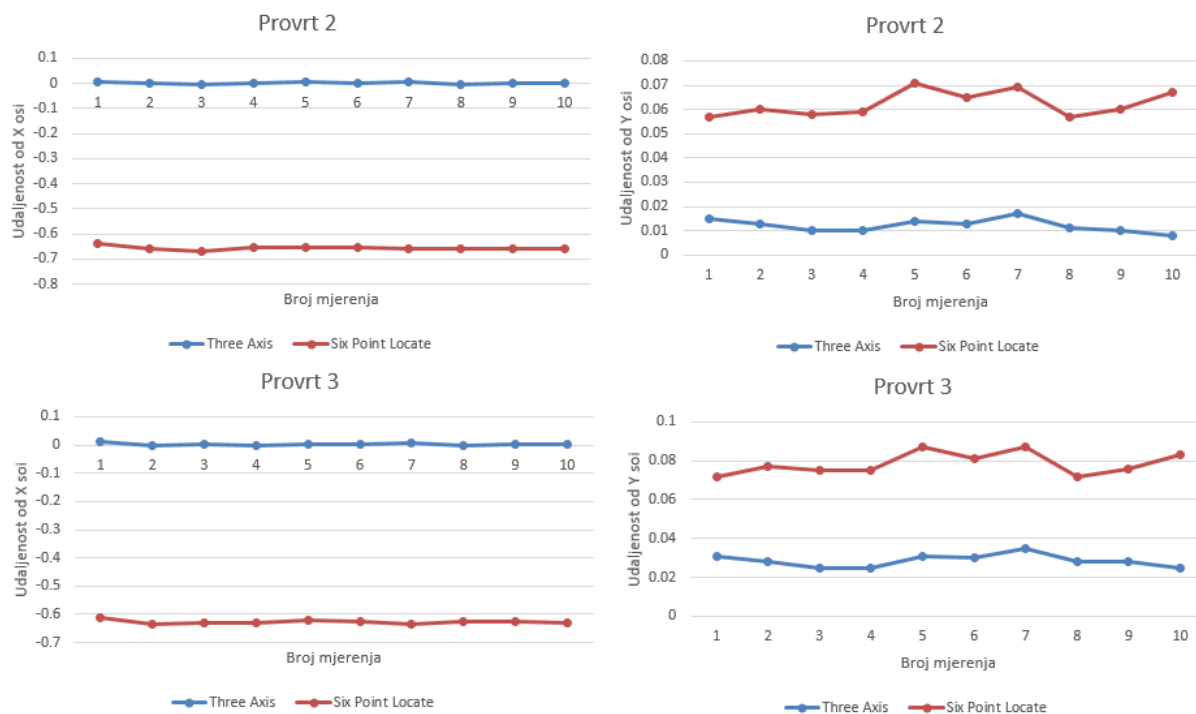 Provrt 2
Udaljenost od X osi
0.1
0
-0.1
-0.2
-0.3
-0.4
-0.5
-0.6
-0.7
-0.8
1 2 3 4 5 6 7 8 9 10
Broj mjerenja
Three Axis Six Point Locate
Provrt 2
Udaljenost od Y osi
0.08
0.07
0.06
0.05
0.04
0.03
0.02
0.01
0
1 2 3 4 5 6 7 8 9 10
Broj mjerenja
Three Axis Six Point Locate
Provrt 3
Udaljenost od X soi
0.1
0
-0.1
-0.2
-0.3
-0.4
-0.5
-0.6
-0.7
1 2 3 4 5 6 7 8 9 10
Broj mjerenja
Three Axis Six Point Locate
Provrt 3
Udaljenost od Y soi
0.1
0.08
0.06
0.04
0.02
0
1 2 3 4 5 6 7 8 9 10
Broj mjerenja
Three Axis Six Point Locate